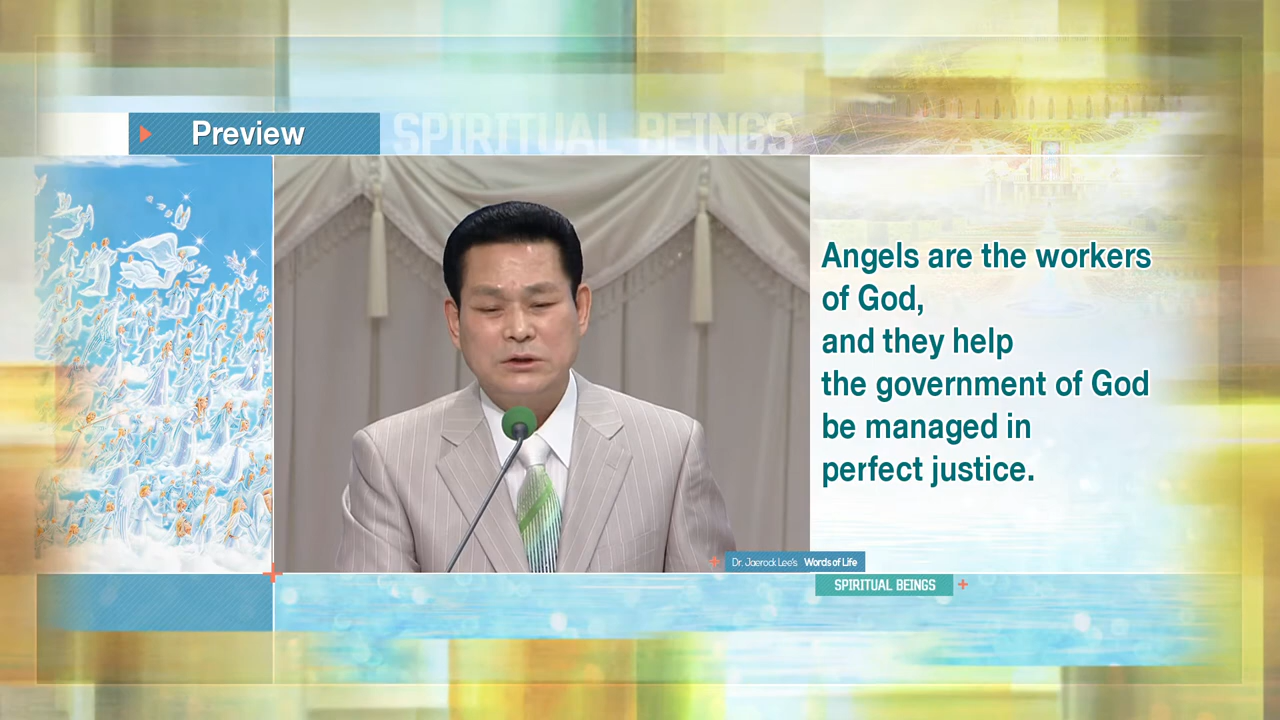 Preview
SPIRITUAL BEINGS
Angels are the workers
of God,
and they help
the government of God
be managed in
perfect justice.
Dr. Jaerock Lee's Words of Life
SPIRITUAL BEINGS